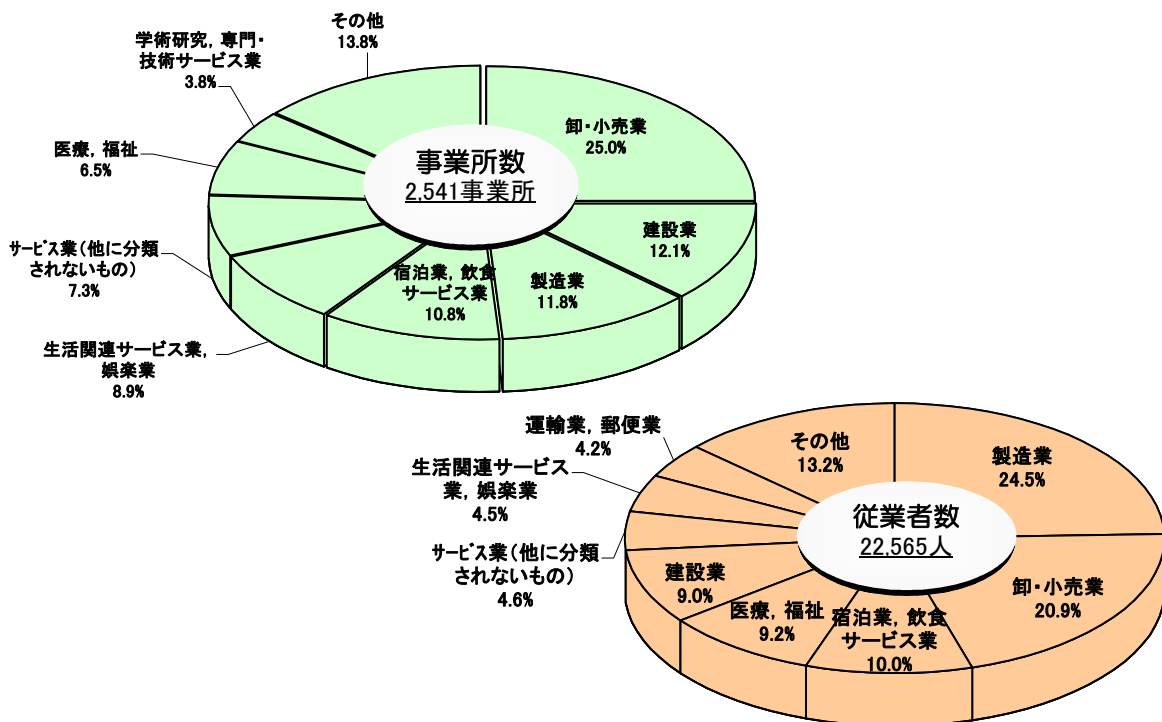 その他
13.8%
学術研究, 専門・
技術サービス業
3.8%
医療, 福祉
6.5%
サービス業(他に分類
されないもの)
7.3%
生活関連サービス業,
娯楽業
8.9%
宿泊業, 飲食
サービス業
10.8%
製造業
11.8%
建設業
12.1%
卸・小売業
25.0%
事業所数
2,541事業所
運輸業, 郵便業
4.2%
生活関連サービス
業, 娯楽業
4.5%
サービス業(他に分類
されないもの)
4.6%
建設業
9.0%
医療, 福祉
9.2%
宿泊業, 飲食
サービス業
10.0%
卸・小売業
20.9%
製造業
24.5%
その他
13.2%
従業者数
22,565人